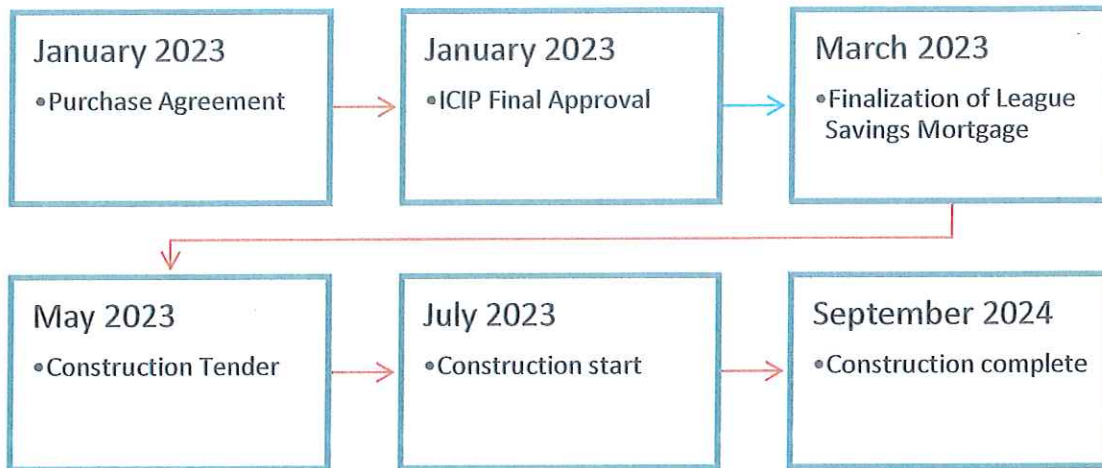 January 2023
•Purchase Agreement
January 2023
•ICIP Final Approval
March 2023
•Finalization of League
Savings Mortgage
May 2023
•Construction Tender
July 2023
•Construction start
September 2024
•Construction complete